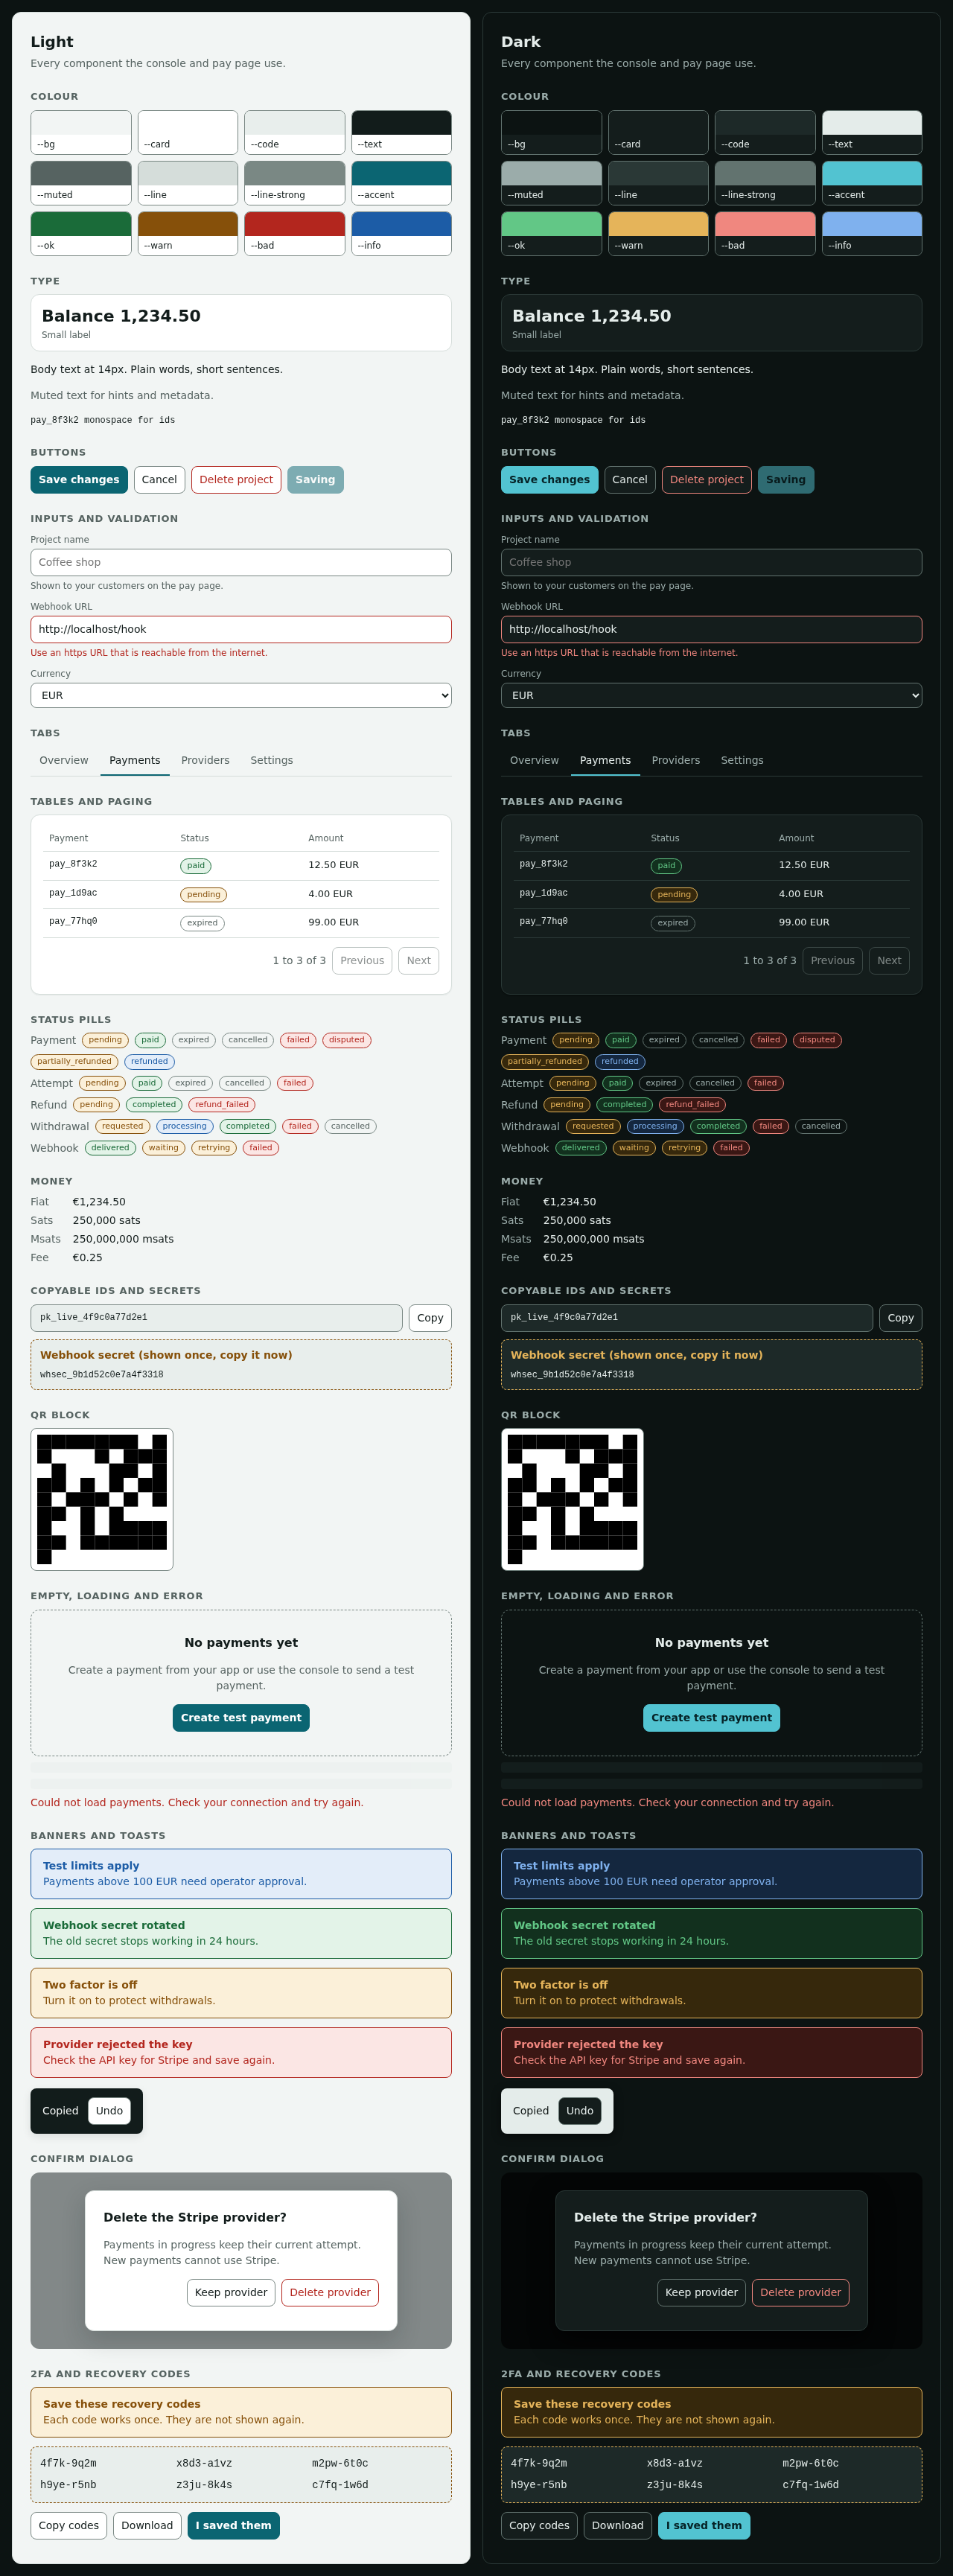 Light
Every component the console and pay page use.
COLOUR
--bg
--card
--code
--text
--muted
--line
--line-strong
--accent
--ok
--warn
--bad
--info
TYPE
Balance 1,234.50
Small label
Body text at 14px. Plain words, short sentences.
Muted text for hints and metadata.
pay_8f3k2 monospace for ids
BUTTONS
Save changes Cancel Delete project Saving
INPUTS AND VALIDATION
Project name
Coffee shop
Shown to your customers on the pay page.
Webhook URL
http://localhost/hook
Use an https URL that is reachable from the internet.
Currency
EUR
TABS
Overview Payments Providers Settings
TABLES AND PAGING
Payment Status Amount
pay_8f3k2 paid 12.50 EUR
pay_1d9ac pending 4.00 EUR
pay_77hq0 expired 99.00 EUR
1 to 3 of 3 Previous Next
STATUS PILLS
Payment pending paid expired cancelled failed disputed
partially_refunded refunded
Attempt pending paid expired cancelled failed
Refund pending completed refund_failed
Withdrawal requested processing completed failed cancelled
Webhook delivered waiting retrying failed
MONEY
Fiat €1,234.50
Sats 250,000 sats
Msats 250,000,000 msats
Fee €0.25
COPYABLE IDS AND SECRETS
pk_live_4f9c0a77d2e1 Copy
Webhook secret (shown once, copy it now)
whsec_9b1d52c0e7a4f3318
QR BLOCK
EMPTY, LOADING AND ERROR
No payments yet
Create a payment from your app or use the console to send a test
payment.
Create test payment
Could not load payments. Check your connection and try again.
BANNERS AND TOASTS
Test limits apply
Payments above 100 EUR need operator approval.
Webhook secret rotated
The old secret stops working in 24 hours.
Two factor is off
Turn it on to protect withdrawals.
Provider rejected the key
Check the API key for Stripe and save again.
Copied Undo
CONFIRM DIALOG
Delete the Stripe provider?
Payments in progress keep their current attempt.
New payments cannot use Stripe.
Keep provider Delete provider
2FA AND RECOVERY CODES
Save these recovery codes
Each code works once. They are not shown again.
4f7k-9q2m x8d3-a1vz m2pw-6t0c
h9ye-r5nb z3ju-8k4s c7fq-1w6d
Copy codes Download I saved them
Dark
Every component the console and pay page use.
COLOUR
--bg
--card
--code
--text
--muted
--line
--line-strong
--accent
--ok
--warn
--bad
--info
TYPE
Balance 1,234.50
Small label
Body text at 14px. Plain words, short sentences.
Muted text for hints and metadata.
pay_8f3k2 monospace for ids
BUTTONS
Save changes Cancel Delete project Saving
INPUTS AND VALIDATION
Project name
Coffee shop
Shown to your customers on the pay page.
Webhook URL
http://localhost/hook
Use an https URL that is reachable from the internet.
Currency
EUR
TABS
Overview Payments Providers Settings
TABLES AND PAGING
Payment Status Amount
pay_8f3k2 paid 12.50 EUR
pay_1d9ac pending 4.00 EUR
pay_77hq0 expired 99.00 EUR
1 to 3 of 3 Previous Next
STATUS PILLS
Payment pending paid expired cancelled failed disputed
partially_refunded refunded
Attempt pending paid expired cancelled failed
Refund pending completed refund_failed
Withdrawal requested processing completed failed cancelled
Webhook delivered waiting retrying failed
MONEY
Fiat €1,234.50
Sats 250,000 sats
Msats 250,000,000 msats
Fee €0.25
COPYABLE IDS AND SECRETS
pk_live_4f9c0a77d2e1 Copy
Webhook secret (shown once, copy it now)
whsec_9b1d52c0e7a4f3318
QR BLOCK
EMPTY, LOADING AND ERROR
No payments yet
Create a payment from your app or use the console to send a test
payment.
Create test payment
Could not load payments. Check your connection and try again.
BANNERS AND TOASTS
Test limits apply
Payments above 100 EUR need operator approval.
Webhook secret rotated
The old secret stops working in 24 hours.
Two factor is off
Turn it on to protect withdrawals.
Provider rejected the key
Check the API key for Stripe and save again.
Copied Undo
CONFIRM DIALOG
Delete the Stripe provider?
Payments in progress keep their current attempt.
New payments cannot use Stripe.
Keep provider Delete provider
2FA AND RECOVERY CODES
Save these recovery codes
Each code works once. They are not shown again.
4f7k-9q2m x8d3-a1vz m2pw-6t0c
h9ye-r5nb z3ju-8k4s c7fq-1w6d
Copy codes Download I saved them